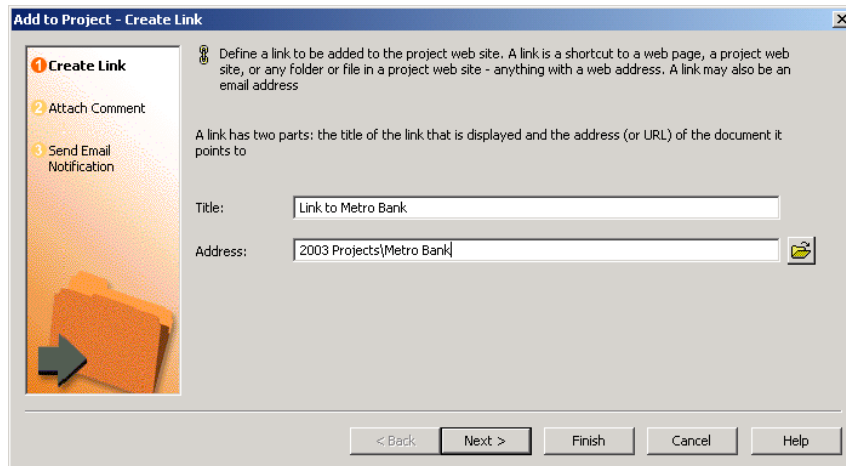 Add to Project - Create Link
1 Create Link
2 Attach Comment
3 Send Email
Notification
Define a link to be added to the project web site. A link is a shortcut to a web page, a project web
site, or any folder or file in a project web site - anything with a web address. A link may also be an
email address
A link has two parts: the title of the link that is displayed and the address (or URL) of the document it
points to
Title: Link to Metro Bank
Address: 2003 Projects\Metro Bank
< Back Next > Finish Cancel Help